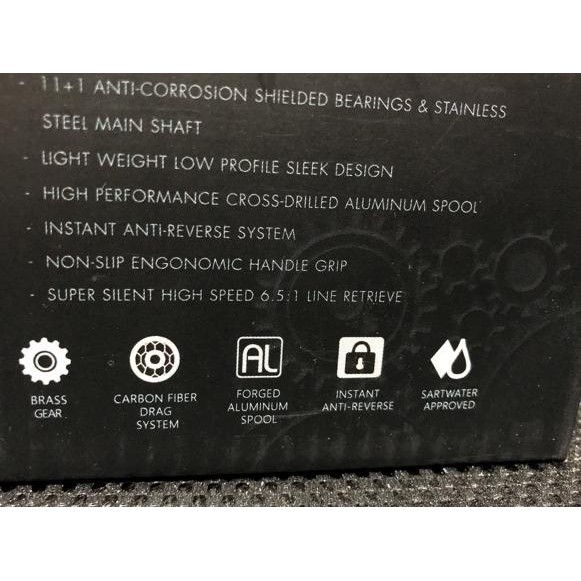 - 11+1 ANTI-CORROSION SHIELDED BEARINGS & STAINLESS
STEEL MAIN SHAFT
- LIGHT WEIGHT LOW PROFILE SLEEK DESIGN
- HIGH PERFORMANCE CROSS-DRILLED ALUMINUM SPOOL
- INSTANT ANTI-REVERSE SYSTEM
- NON-SLIP ENGONOMIC HANDLE GRIP
- SUPER SILENT HIGH SPEED 6.5:1 LINE RETRIEVE
BRASS
GEAR
CARBON FIBER
DRAG
SYSTEM
AL
FORGED
ALUMINUM
SPOOL
INSTANT
ANTI-REVERSE
SARTWATER
APPROVED